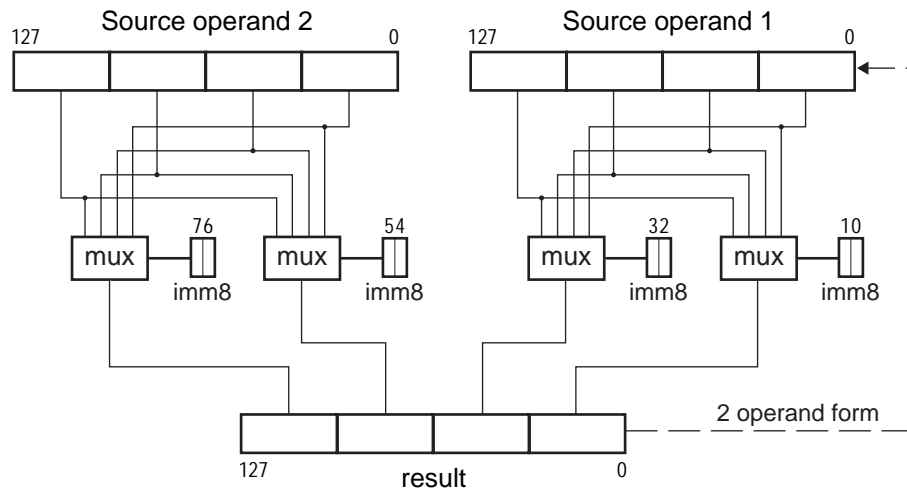 Source operand 2
Source operand 1
127
0
127
0
76
54
32
10
mux
mux
mux
mux
imm8
imm8
imm8
imm8
2 operand form
127
result
0